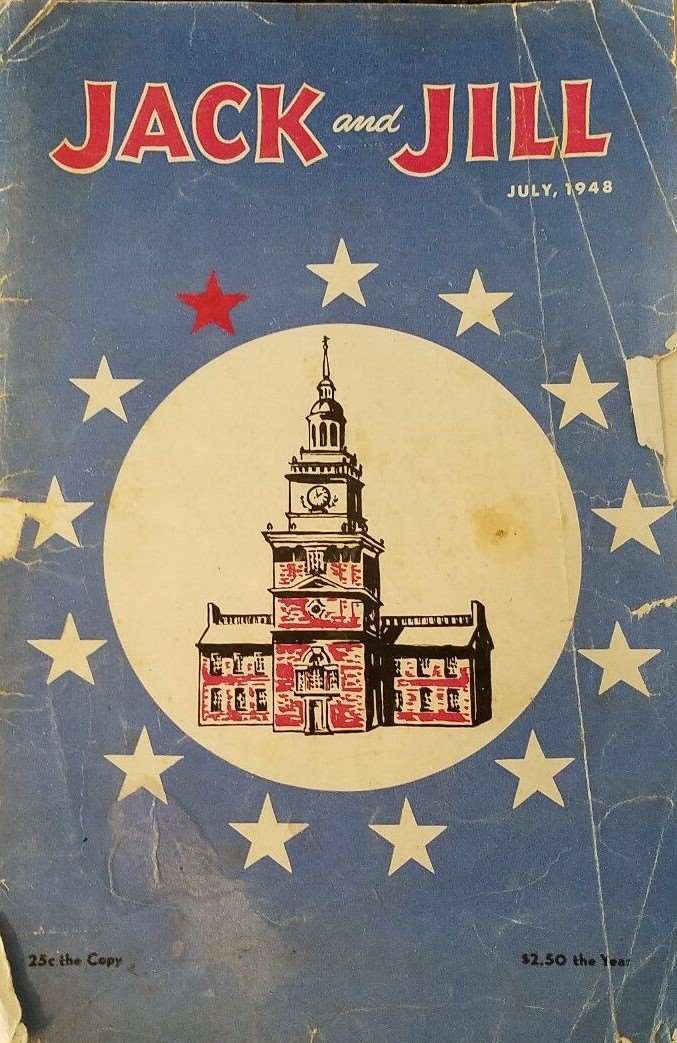 JACK and JILL
JULY, 1948
25c the Copy
$2.50 the Year